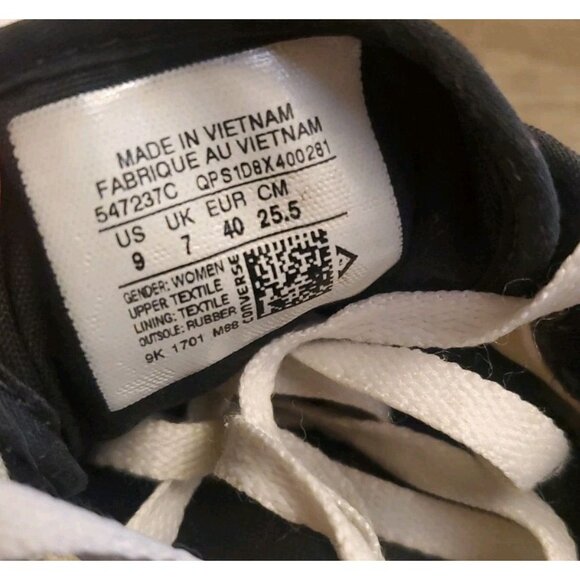 MADE IN VIETNAM
FABRIQUE AU VIETNAM
547237C QPS1D8X400281
US UK EUR CM
9 7 40 25.5
GENDER: WOMEN
UPPER TEXTILE
LINING: TEXTILE
OUTSOLE: RUBBER
9K 1701 M88
CONVERSE